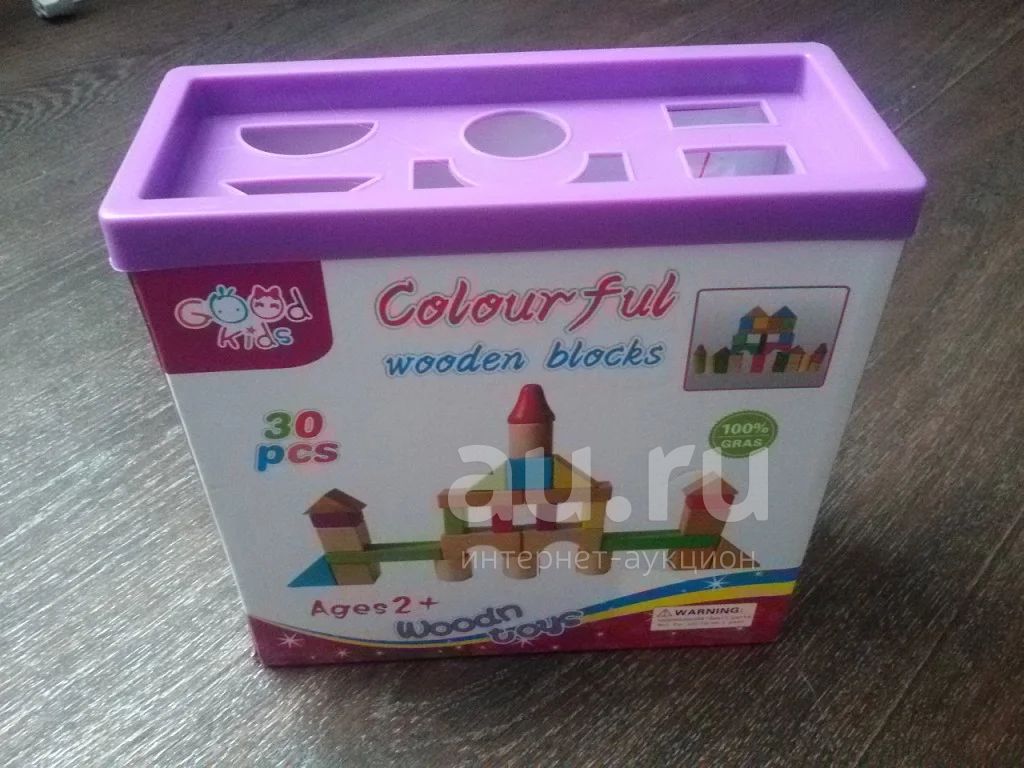 Good
Kids
Colourful
wooden blocks
30
pcs
100%
GRAS
au.ru
интернет-аукцион
Ages 2+
Woodn
toys
WARNING: